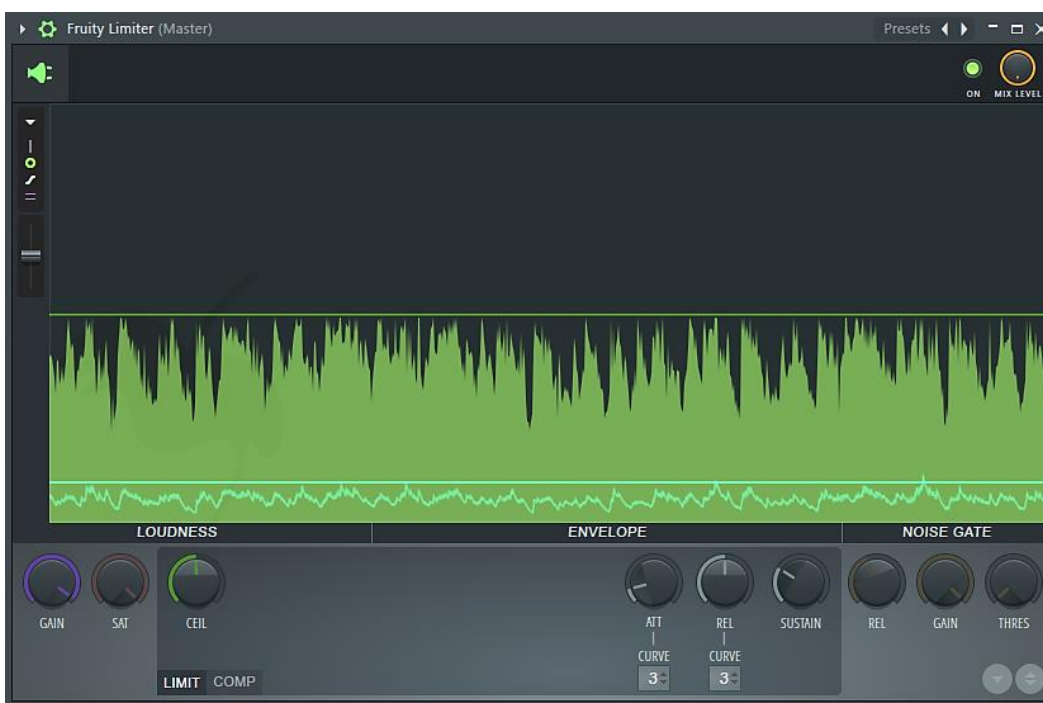 Fruity Limiter (Master) Presets
ON MIX LEVEL
LOUDNESS ENVELOPE NOISE GATE
GAIN SAT CEIL ATT REL SUSTAIN REL GAIN THRES
CURVE CURVE
3 3
LIMIT COMP